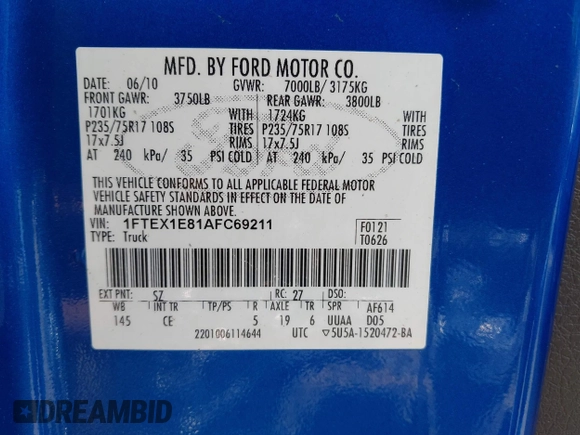 MFD. BY FORD MOTOR CO.
DATE: 06/10 GVWR: 7000LB/ 3175KG
FRONT GAWR: 3750LB REAR GAWR: 3800LB
1701KG WITH 1724KG WITH
P235/75R17 108S TIRES P235/75R17 108S TIRES
17x7.5J RIMS 17x7.5J RIMS
AT 240 kPa/ 35 PSI COLD AT 240 kPa/ 35 PSI COLD
THIS VEHICLE CONFORMS TO ALL APPLICABLE FEDERAL MOTOR
VEHICLE SAFETY STANDARDS IN EFFECT ON THE DATE OF
MANUFACTURE SHOWN ABOVE.
VIN: 1FTEX1E81AFC69211 F0121
TYPE: Truck T0626
EXT PNT: SZ RC: 27 DSO:
WB INT TR TP/PS R AXLE TR SPR AF614
145 CE 5 19 6 UUAA D05
2201006114644 UTC ▽5U5A-1520472-BA
Ford
DREAMBID